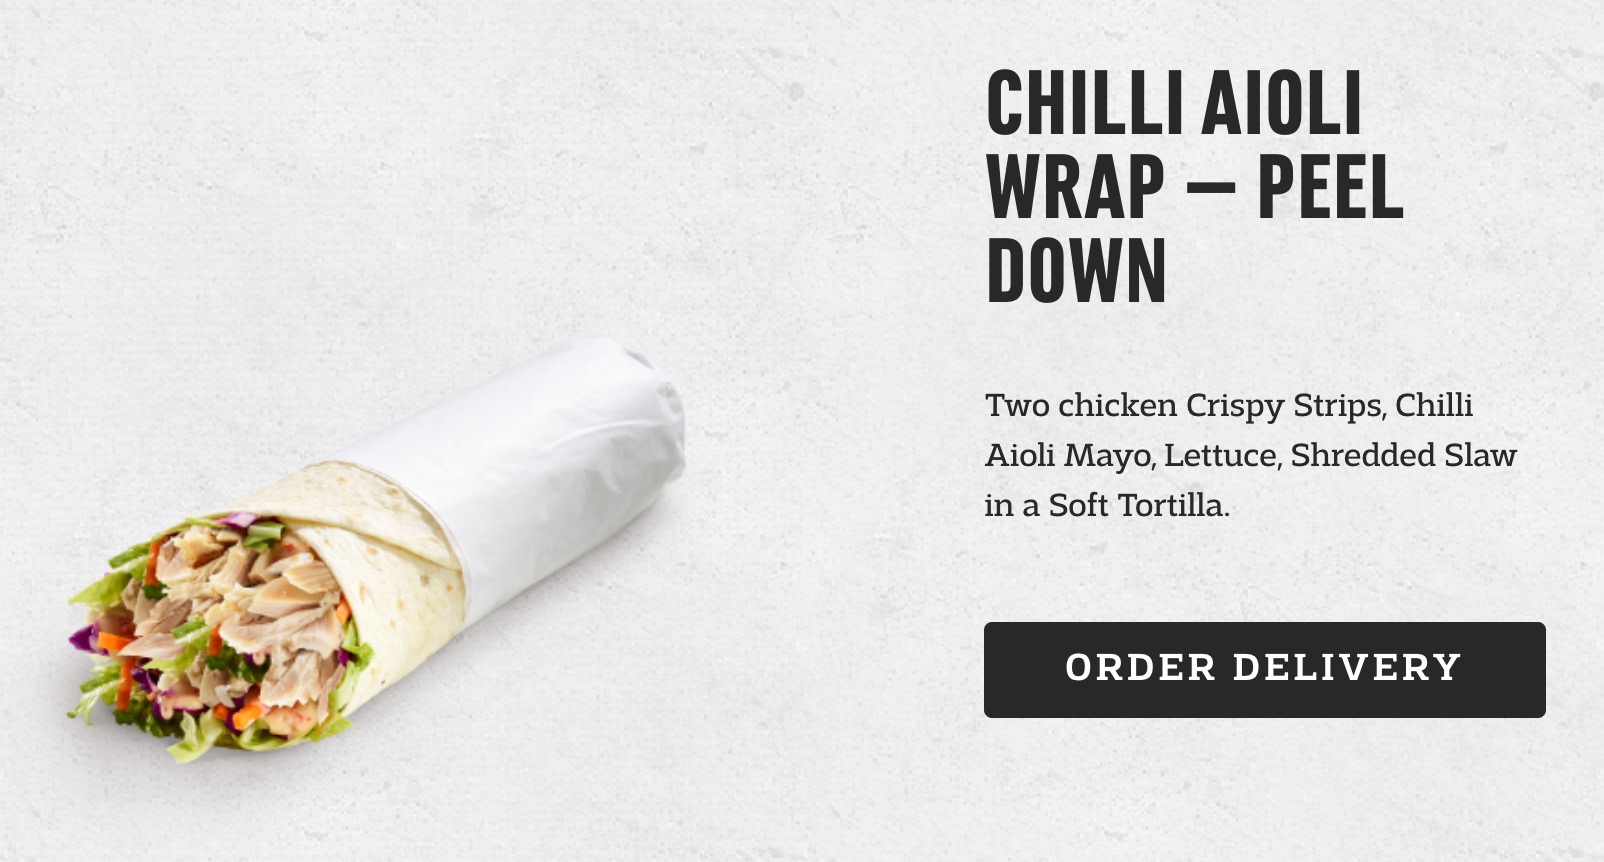 CHILLI AIOLI
WRAP – PEEL
DOWN
Two chicken Crispy Strips, Chilli
Aioli Mayo, Lettuce, Shredded Slaw
in a Soft Tortilla.
ORDER DELIVERY